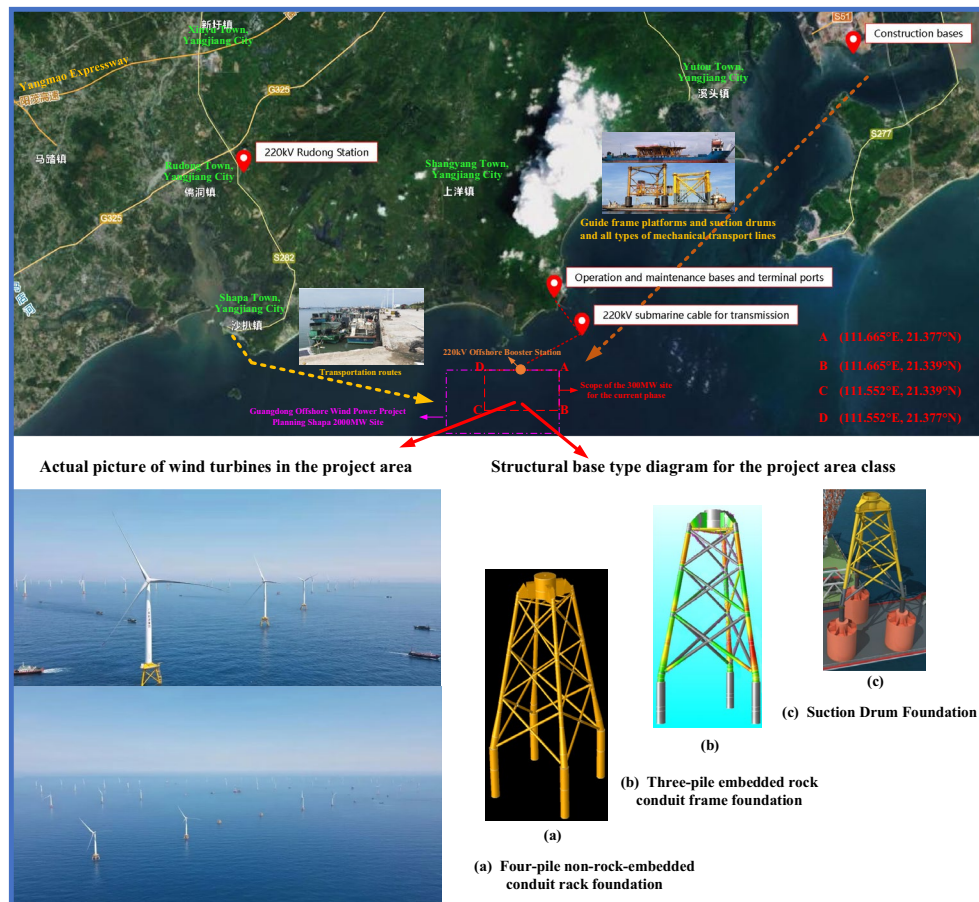 新圩镇
Xinyu Town,
Yangjiang City
S51
Construction bases
Yangmao Expressway
G325
Yntou Town,
Yangjiang City
溪头镇
S277
马踏镇
220kV Rudong Station
Rudong Town,
Yangjiang City
儒洞镇
Shangyang Town,
Yangjiang City
上洋镇
G325
Guide frame platforms and suction drums
and all types of mechanical transport lines
S282
Operation and maintenance bases and terminal ports
Shapa Town,
Yangjiang City
沙扒镇
220kV submarine cable for transmission
A (111.665°E, 21.377°N)
220kV Offshore Booster Station
Transportation routes
D
A
B (111.665°E, 21.339°N)
Scope of the 300MW site
for the current phase
C (111.552°E, 21.339°N)
Guangdong Offshore Wind Power Project
Planning Shapa 2000MW Site
C
B
D (111.552°E, 21.377°N)
Actual picture of wind turbines in the project area
Structural base type diagram for the project area class
(c)
(c) Suction Drum Foundation
(b)
(b) Three-pile embedded rock
conduit frame foundation
(a)
(a) Four-pile non-rock-embedded
conduit rack foundation